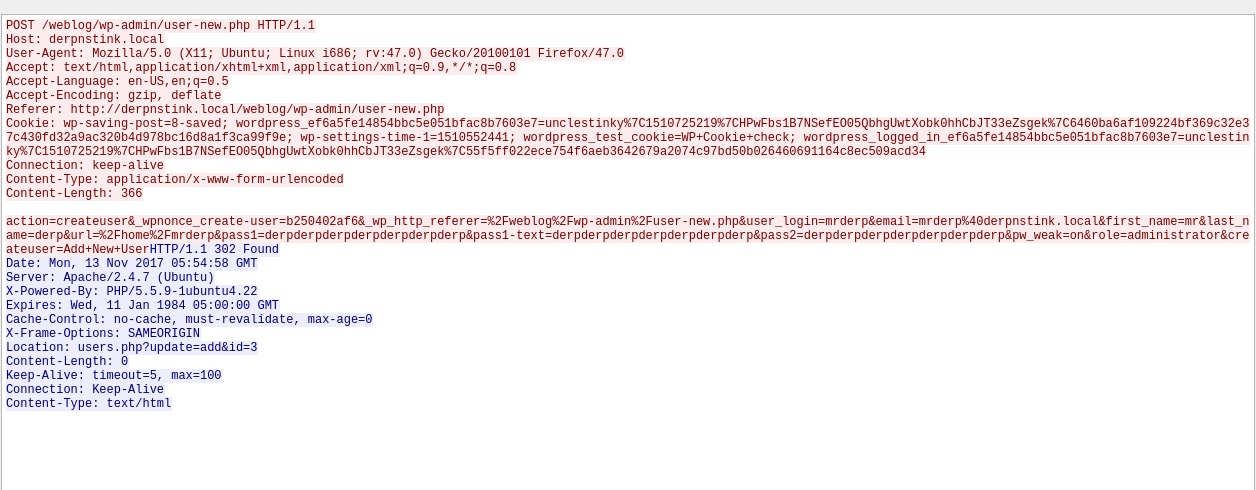 POST /weblog/wp-admin/user-new.php HTTP/1.1
Host: derpnstink.local
User-Agent: Mozilla/5.0 (X11; Ubuntu; Linux i686; rv:47.0) Gecko/20100101 Firefox/47.0
Accept: text/html,application/xhtml+xml,application/xml;q=0.9,*/*;q=0.8
Accept-Language: en-US,en;q=0.5
Accept-Encoding: gzip, deflate
Referer: http://derpnstink.local/weblog/wp-admin/user-new.php
Cookie: wp-saving-post=8-saved; wordpress_ef6a5fe14854bbc5e051bfac8b7603e7=unclestinky%7C1510725219%7CHPwFbs1B7NSefEO05QbhgUwtXobk0hhCbJT33eZsgek%7C6460ba6af109224bf369c32e3
7c430fd32a9ac320b4d978bc16d8a1f3ca99f9e; wp-settings-time-1=1510552441; wordpress_test_cookie=WP+Cookie+check; wordpress_logged_in_ef6a5fe14854bbc5e051bfac8b7603e7=unclestin
ky%7C1510725219%7CHPwFbs1B7NSefEO05QbhgUwtXobk0hhCbJT33eZsgek%7C55f5ff022ece754f6aeb3642679a2074c97bd50b026460691164c8ec509acd34
Connection: keep-alive
Content-Type: application/x-www-form-urlencoded
Content-Length: 366
action=createuser&_wpnonce_create-user=b250402af6&_wp_http_referer=%2Fweblog%2Fwp-admin%2Fuser-new.php&user_login=mrderp&email=mrderp%40derpnstink.local&first_name=mr&last_n
ame=derp&url=%2Fhome%2Fmrderp&pass1=derpderpderpderpderpderpderp&pass1-text=derpderpderpderpderpderpderp&pass2=derpderpderpderpderpderpderp&pw_weak=on&role=administrator&cre
ateuser=Add+New+UserHTTP/1.1 302 Found
Date: Mon, 13 Nov 2017 05:54:58 GMT
Server: Apache/2.4.7 (Ubuntu)
X-Powered-By: PHP/5.5.9-1ubuntu4.22
Expires: Wed, 11 Jan 1984 05:00:00 GMT
Cache-Control: no-cache, must-revalidate, max-age=0
X-Frame-Options: SAMEORIGIN
Location: users.php?update=add&id=3
Content-Length: 0
Keep-Alive: timeout=5, max=100
Connection: Keep-Alive
Content-Type: text/html